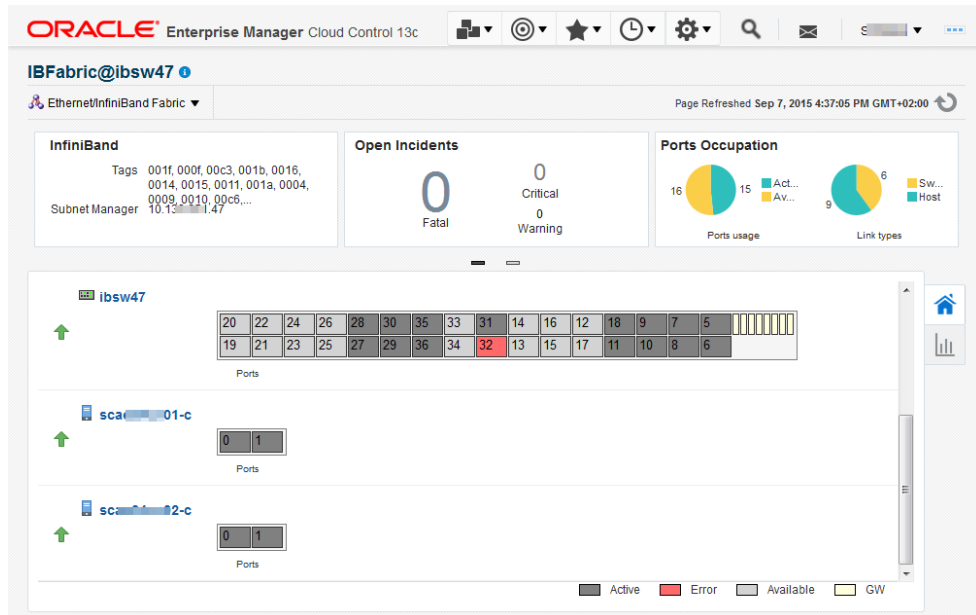 ORACLE® Enterprise Manager Cloud Control 13c
IBFabric@ibsw47
Ethernet/InfiniBand Fabric
Page Refreshed Sep 7, 2015 4:37:05 PM GMT+02:00
InfiniBand
Tags 001f, 000f, 00c3, 001b, 0016,
0014, 0015, 0011, 001a, 0004,
0009, 0010, 00c6,...
Subnet Manager 10.13 .47
Open Incidents
0
Fatal
0
Critical
0
Warning
Ports Occupation
16
15
Act...
Av...
Ports usage
6
9
Sw...
Host
Link types
ibsw47
20 22 24 26 28 30 35 33 31 14 16 12 18 9 7 5
19 21 23 25 27 29 36 34 32 13 15 17 11 10 8 6
Ports
01-c
0 1
Ports
2-c
0 1
Ports
Active Error Available GW